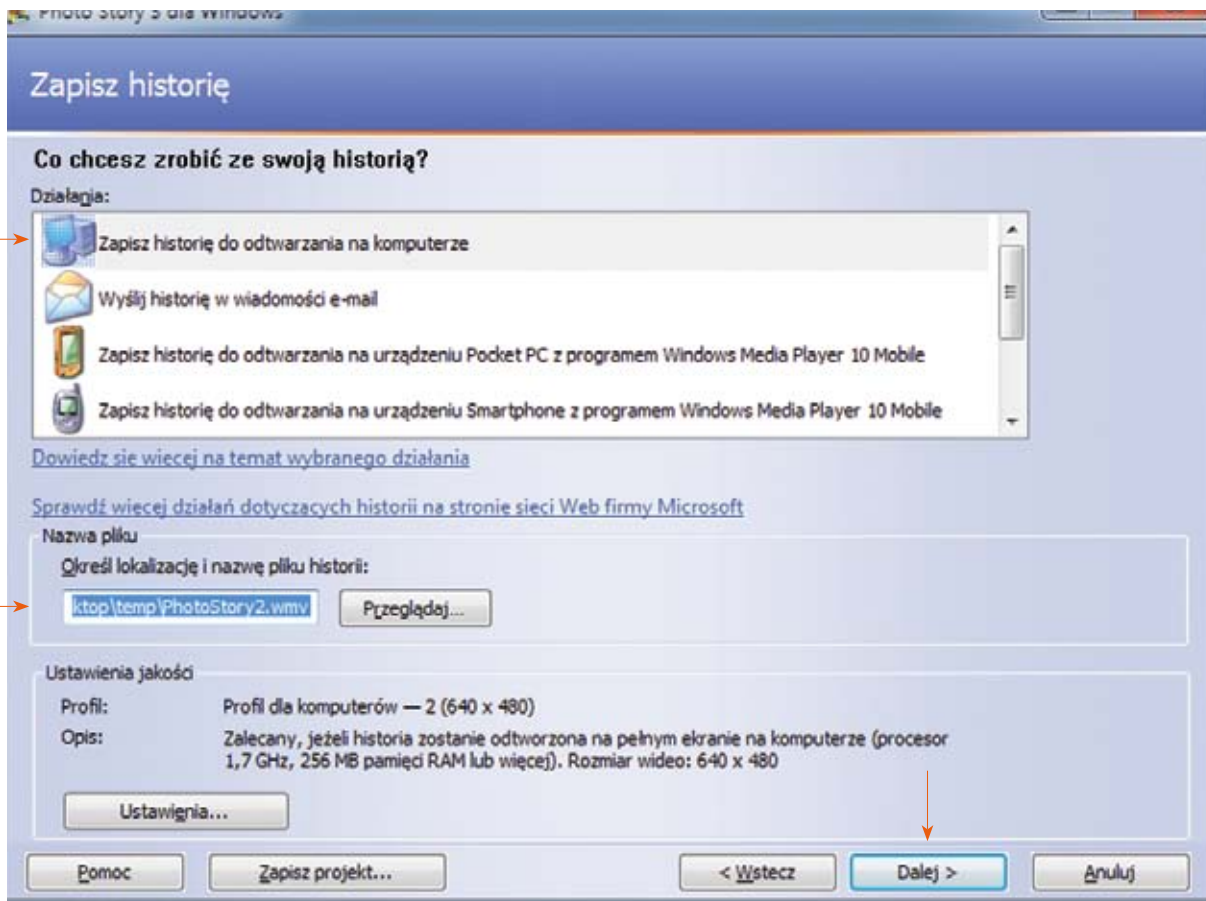 Photo Story 3 dla Windows
Zapisz historię
Co chcesz zrobić ze swoją historią?
Działania:
Zapisz historię do odtwarzania na komputerze
Wyślij historię w wiadomości e-mail
Zapisz historię do odtwarzania na urządzeniu Pocket PC z programem Windows Media Player 10 Mobile
Zapisz historię do odtwarzania na urządzeniu Smartphone z programem Windows Media Player 10 Mobile
Dowiedz się więcej na temat wybranego działania
Sprawdź więcej działań dotyczących historii na stronie sieci Web firmy Microsoft
Nazwa pliku
Określ lokalizację i nazwę pliku historii:
ktop\temp\PhotoStory2.wmv
Przeglądaj...
Ustawienia jakości
Profil: Profil dla komputerów — 2 (640 x 480)
Opis: Zalecany, jeżeli historia zostanie odtworzona na pełnym ekranie na komputerze (procesor
1,7 GHz, 256 MB pamięci RAM lub więcej). Rozmiar wideo: 640 x 480
Ustawienia...
Pomoc
Zapisz projekt...
< Wstecz
Dalej >
Anuluj